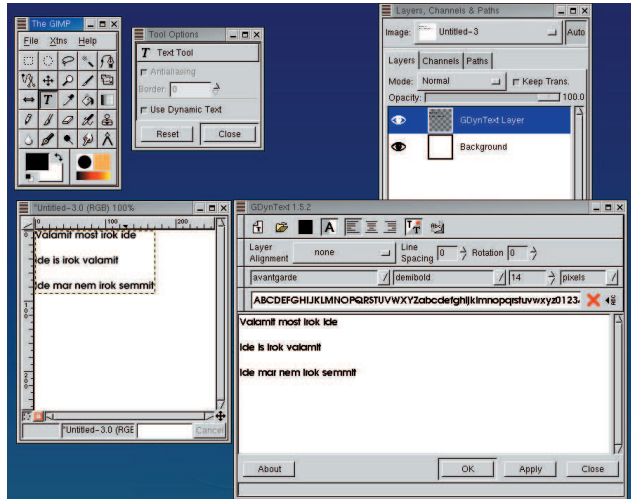 The GIMP
File Xtns Help
Tool Options
T Text Tool
Antialiasing
Border: 0
Use Dynamic Text
Reset Close
Layers, Channels & Paths
Image: Untitled-3 Auto
Layers Channels Paths
Mode: Normal Keep Trans.
Opacity: 100.0
GDynText Layer
Background
*Untitled-3.0 (RGB) 100%
0 100 200
Valamit most irok ide
ide is irok valamit
ide mar nem irok semmit
*Untitled-3.0 (RGE Cancel
GDynText 1.5.2
Layer Alignment none Line Spacing 0 Rotation 0
avantgarde demibold 14 pixels
ABCDEFGHIJKLMNOPQRSTUVWXYZabcdefghijklmnopqrstuvwxyz0123
Valamit most irok ide
ide is irok valamit
ide mar nem irok semmit
About OK Apply Close